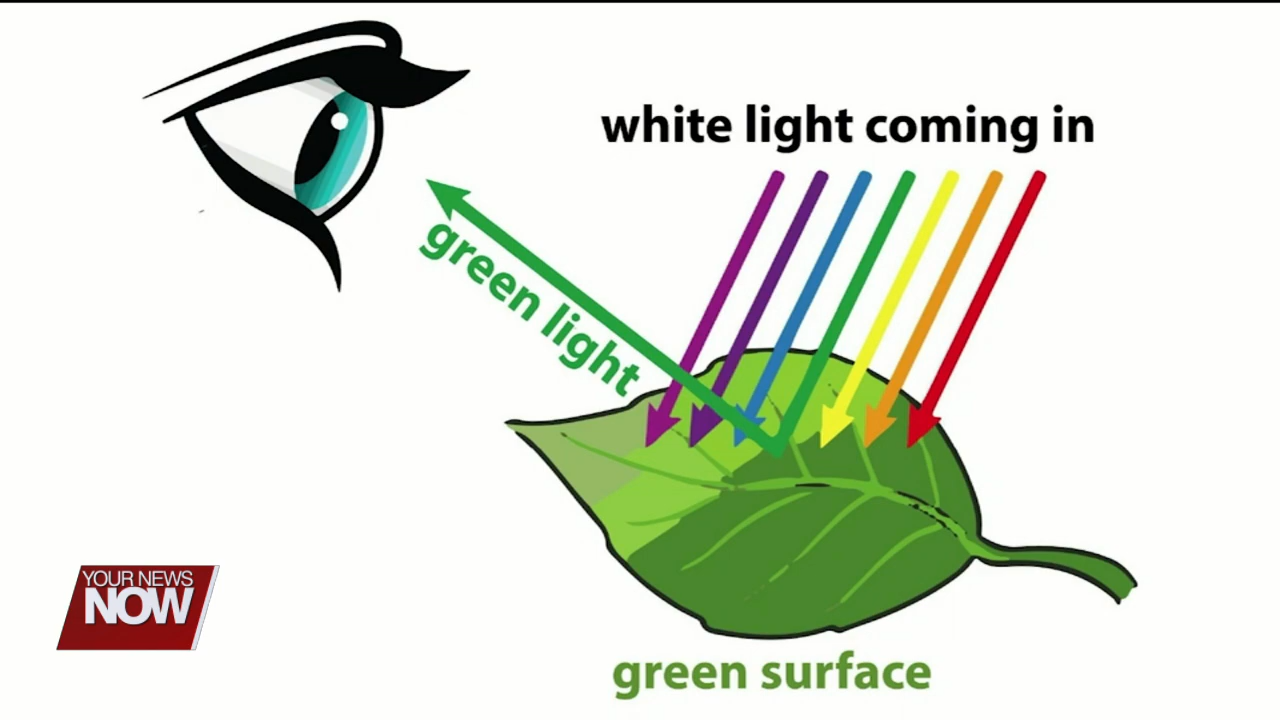 white light coming in
green light
YOUR NEWS
NOW
green surface